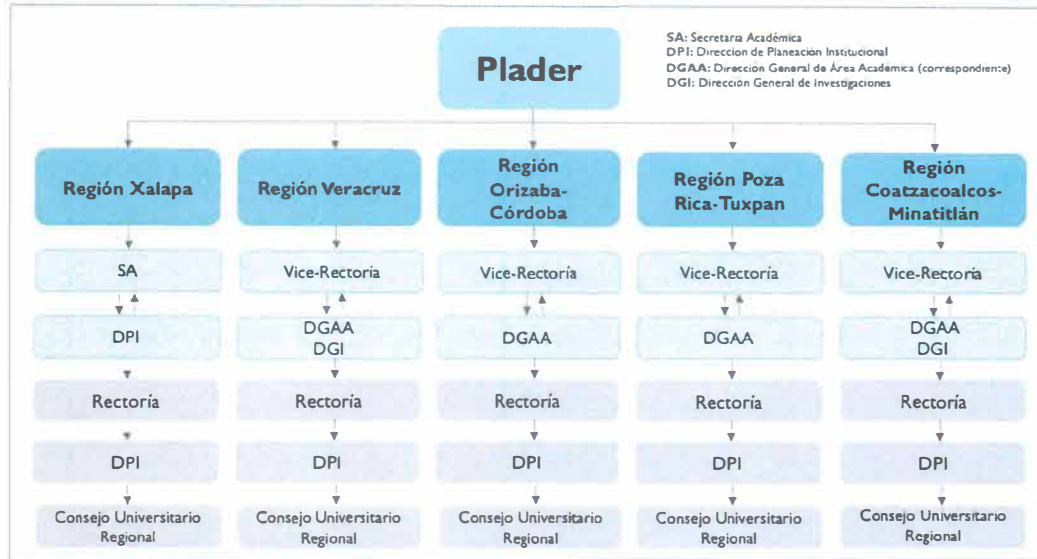 Plader
SA: Secretaria Académica
DPI: Direccion de Planeación Institucional
DGAA: Dirección General de Área Académica (correspondiente)
DGI: Dirección General de Investigaciones
Región Xalapa
Región Veracruz
Región
Orizaba-
Córdoba
Región Poza
Rica-Tuxpan
Región
Coatzacoalcos-
Minatitlán
SA
Vice-Rectoría
Vice-Rectoría
Vice-Rectoría
Vice-Rectoría
DPI
DGAA
DGI
DGAA
DGAA
DGAA
DGI
Rectoría
Rectoría
Rectoría
Rectoría
Rectoría
DPI
DPI
DPI
DPI
DPI
Consejo Universitario
Regional
Consejo Universitario
Regional
Consejo Universitario
Regional
Consejo Universitario
Regional
Consejo Universitario
Regional